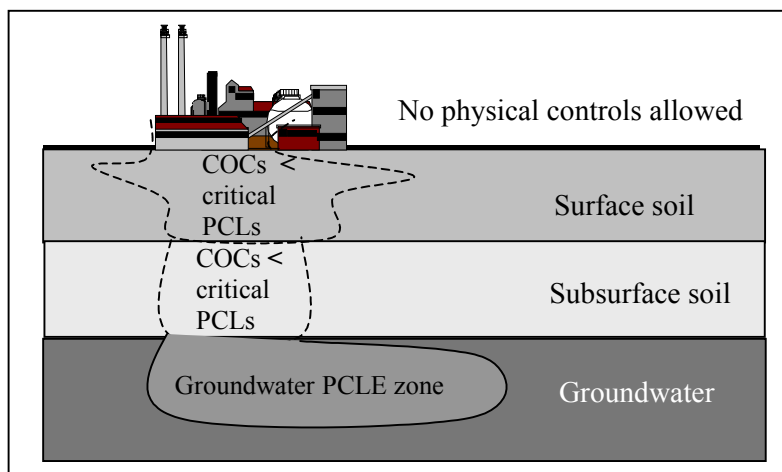 No physical controls allowed
COCs <
critical
PCLs
Surface soil
COCs <
critical
PCLs
Subsurface soil
Groundwater PCLE zone
Groundwater